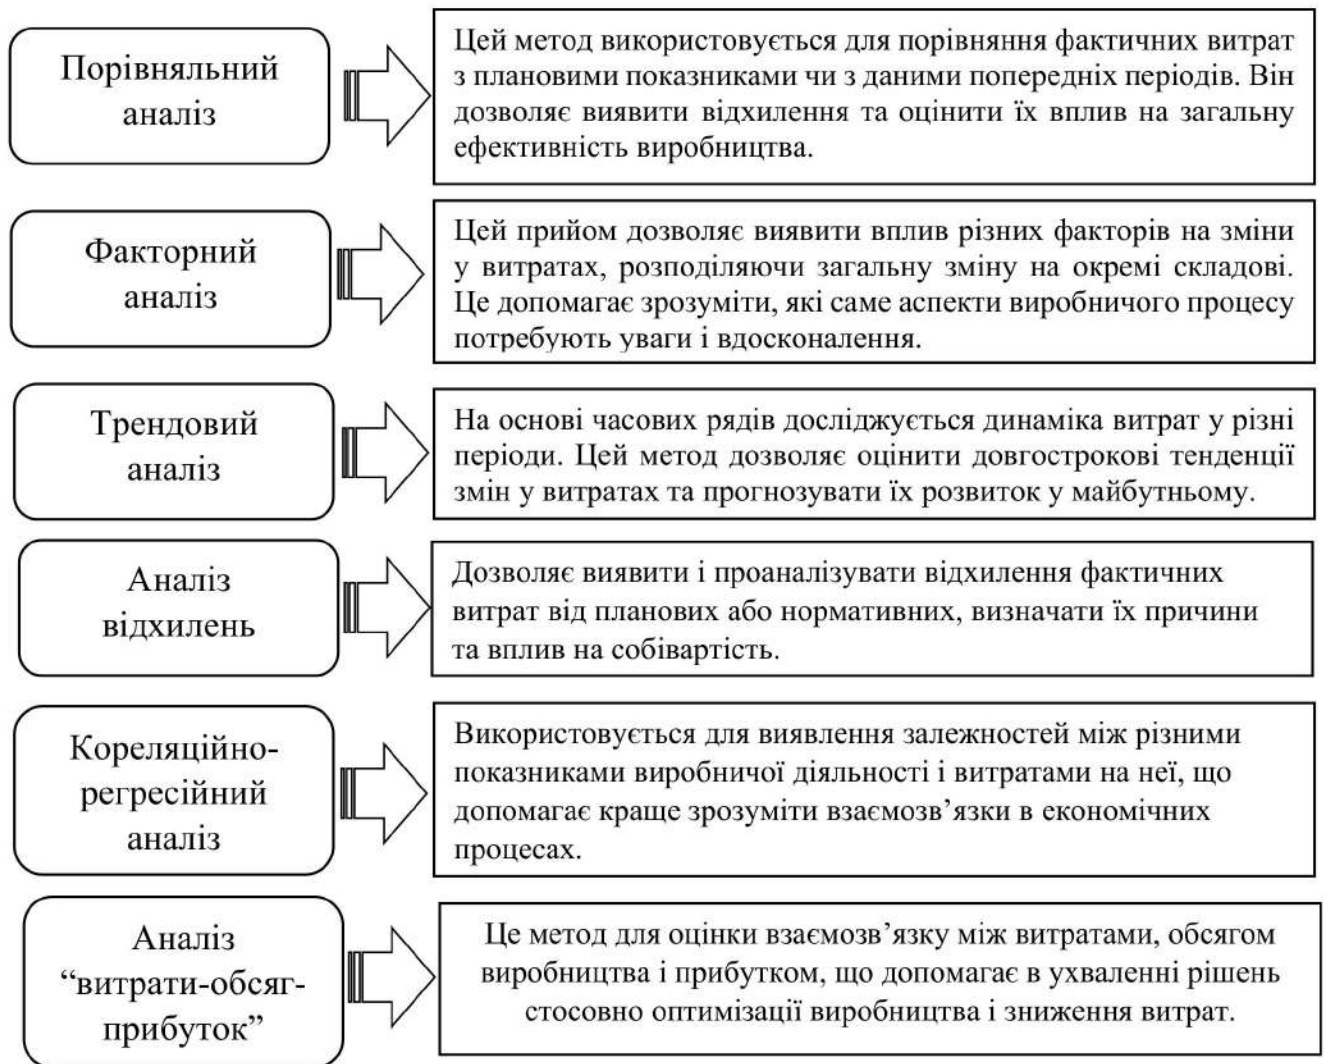 Порівняльний
аналіз
Цей метод використовується для порівняння фактичних витрат
з плановими показниками чи з даними попередніх періодів. Він
дозволяє виявити відхилення та оцінити їх вплив на загальну
ефективність виробництва.
Факторний
аналіз
Цей прийом дозволяє виявити вплив різних факторів на зміни
у витратах, розподіляючи загальну зміну на окремі складові.
Це допомагає зрозуміти, які саме аспекти виробничого процесу
потребують уваги і вдосконалення.
Трендовий
аналіз
На основі часових рядів досліджується динаміка витрат у різні
періоди. Цей метод дозволяє оцінити довгострокові тенденції
змін у витратах та прогнозувати їх розвиток у майбутньому.
Аналіз
відхилень
Дозволяє виявити і проаналізувати відхилення фактичних
витрат від планових або нормативних, визначати їх причини
та вплив на собівартість.
Кореляційно-
регресійний
аналіз
Використовується для виявлення залежностей між різними
показниками виробничої діяльності і витратами на неї, що
допомагає краще зрозуміти взаємозв’язки в економічних
процесах.
Аналіз
“витрати-обсяг-
прибуток”
Це метод для оцінки взаємозв’язку між витратами, обсягом
виробництва і прибутком, що допомагає в ухваленні рішень
стосовно оптимізації виробництва і зниження витрат.